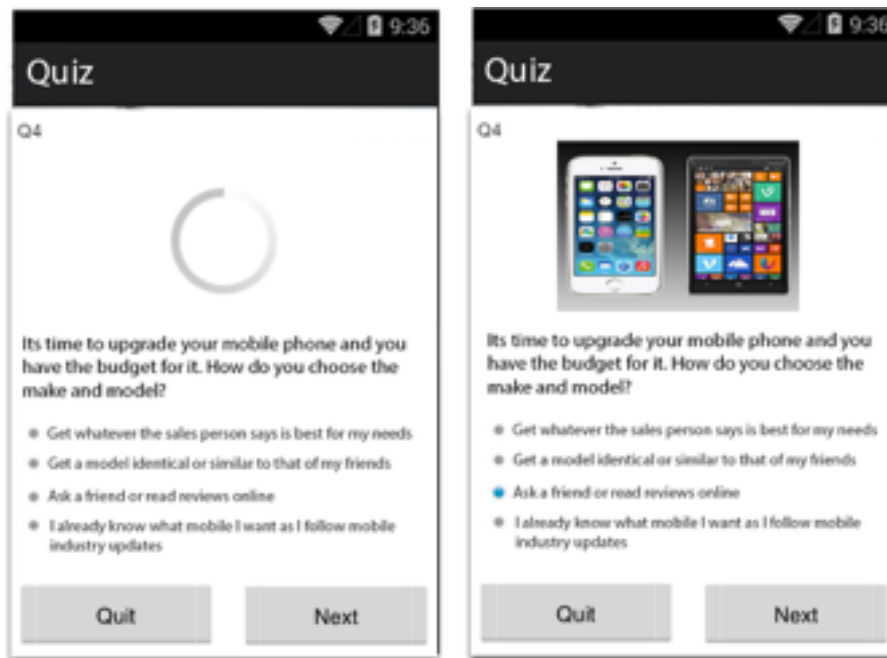 9:36
Quiz
Q4
Its time to upgrade your mobile phone and you
have the budget for it. How do you choose the
make and model?
Get whatever the sales person says is best for my needs
Get a model identical or similar to that of my friends
Ask a friend or read reviews online
I already know what mobile I want as I follow mobile
industry updates
Quit
Next
9:36
Quiz
Q4
Its time to upgrade your mobile phone and you
have the budget for it. How do you choose the
make and model?
Get whatever the sales person says is best for my needs
Get a model identical or similar to that of my friends
Ask a friend or read reviews online
I already know what mobile I want as I follow mobile
industry updates
Quit
Next